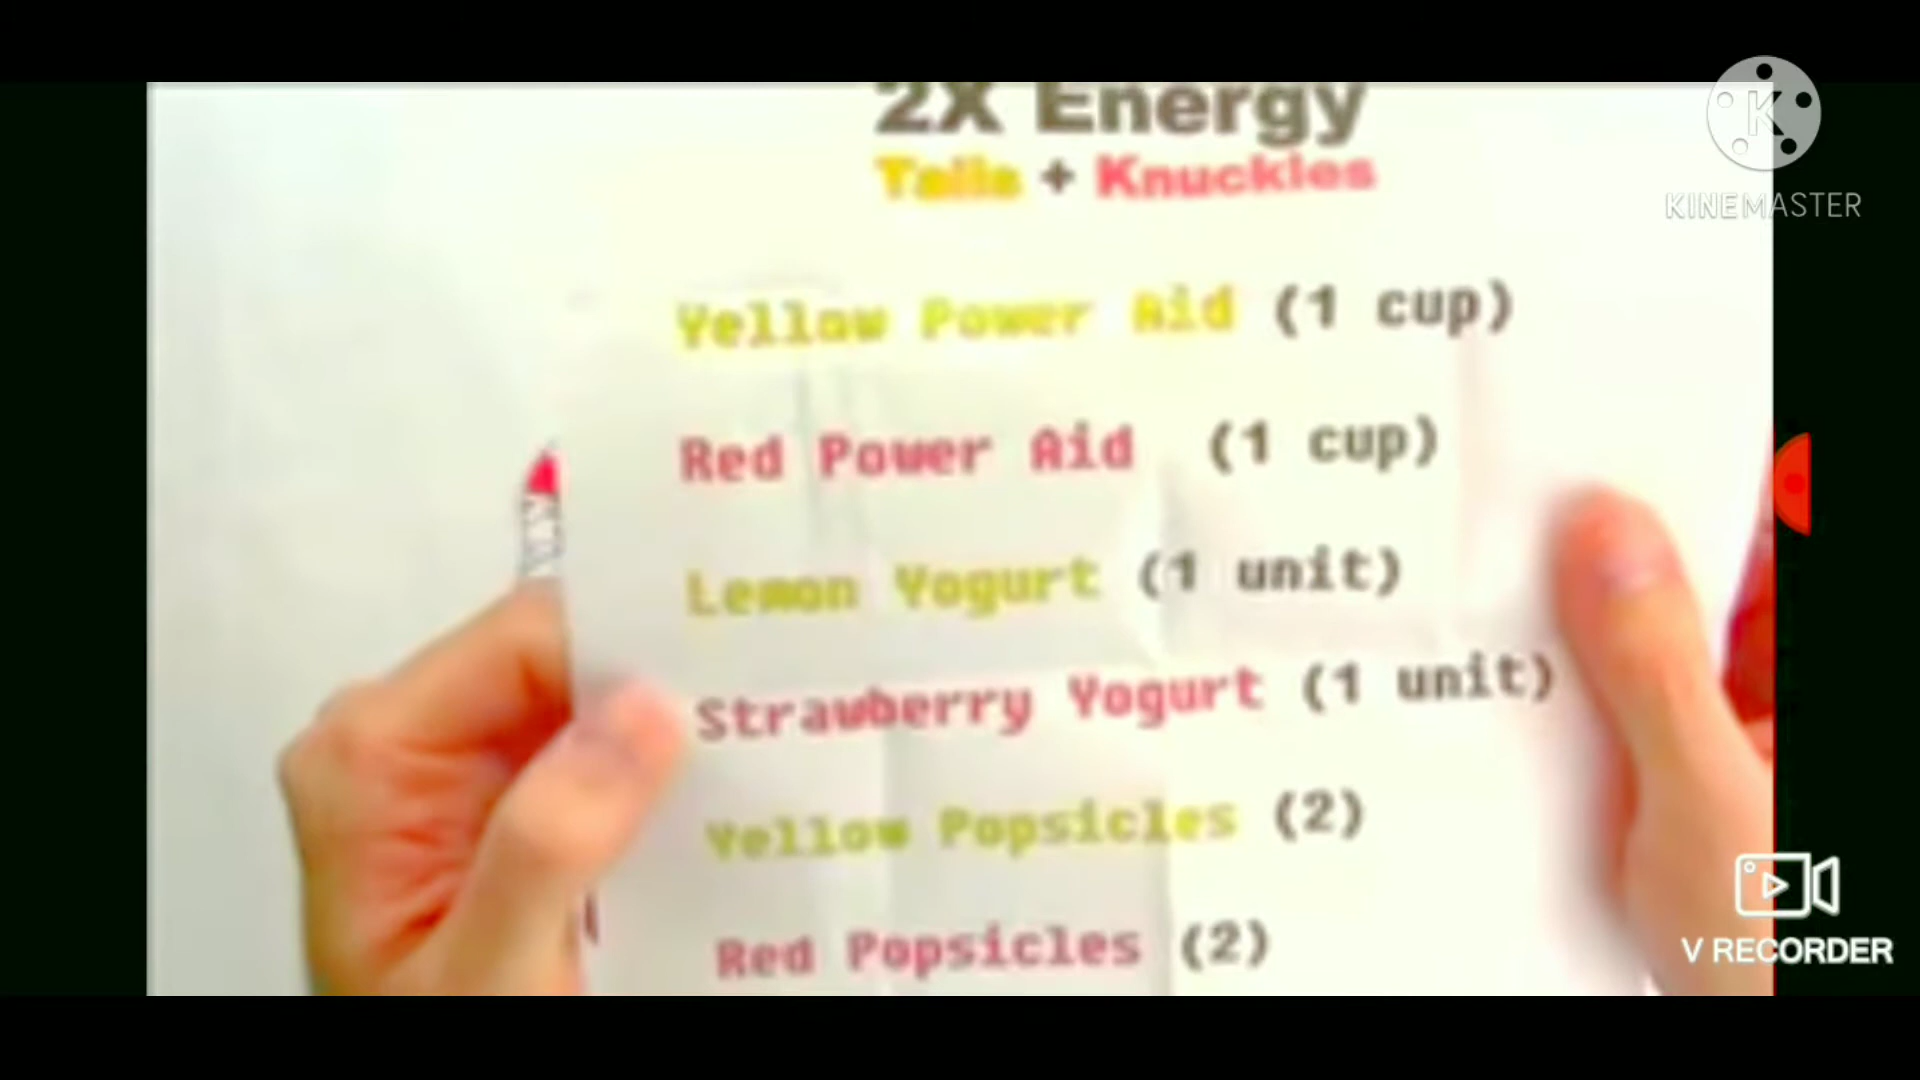 2X Energy
Tails + Knuckles
Yellow Power Aid (1 cup)
Red Power Aid (1 cup)
Lemon Yogurt (1 unit)
Strawberry Yogurt (1 unit)
Yellow Popsicles (2)
Red Popsicles (2)
K
KINEMASTER
V RECORDER